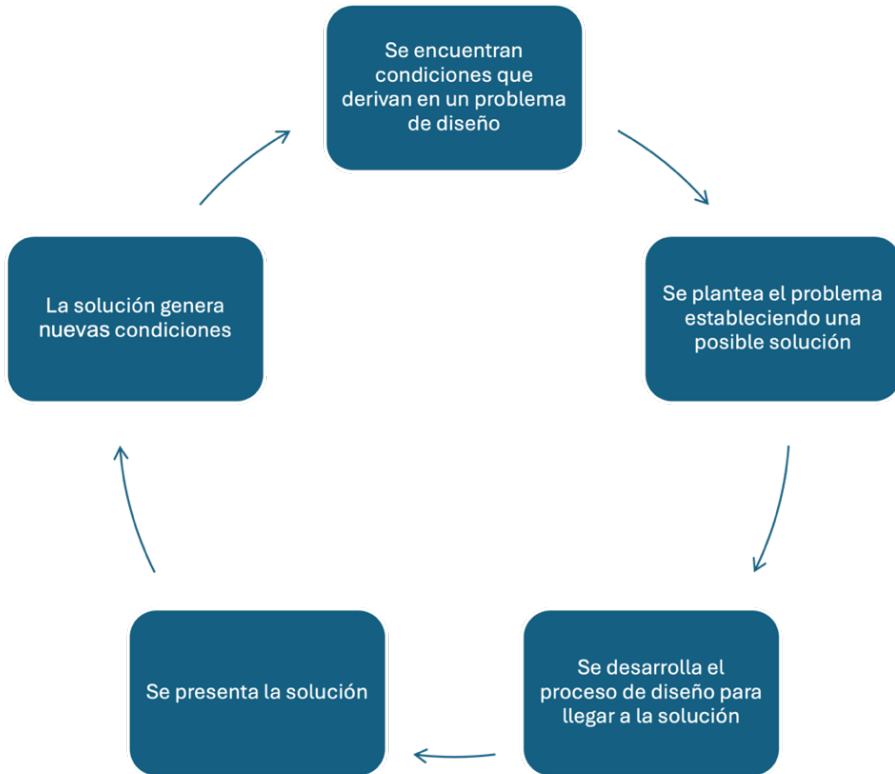 Se encuentran
condiciones que
derivan en un problema
de diseño
Se plantea el problema
estableciendo una
posible solución
Se desarrolla el
proceso de diseño para
llegar a la solución
Se presenta la solución
La solución genera
nuevas condiciones